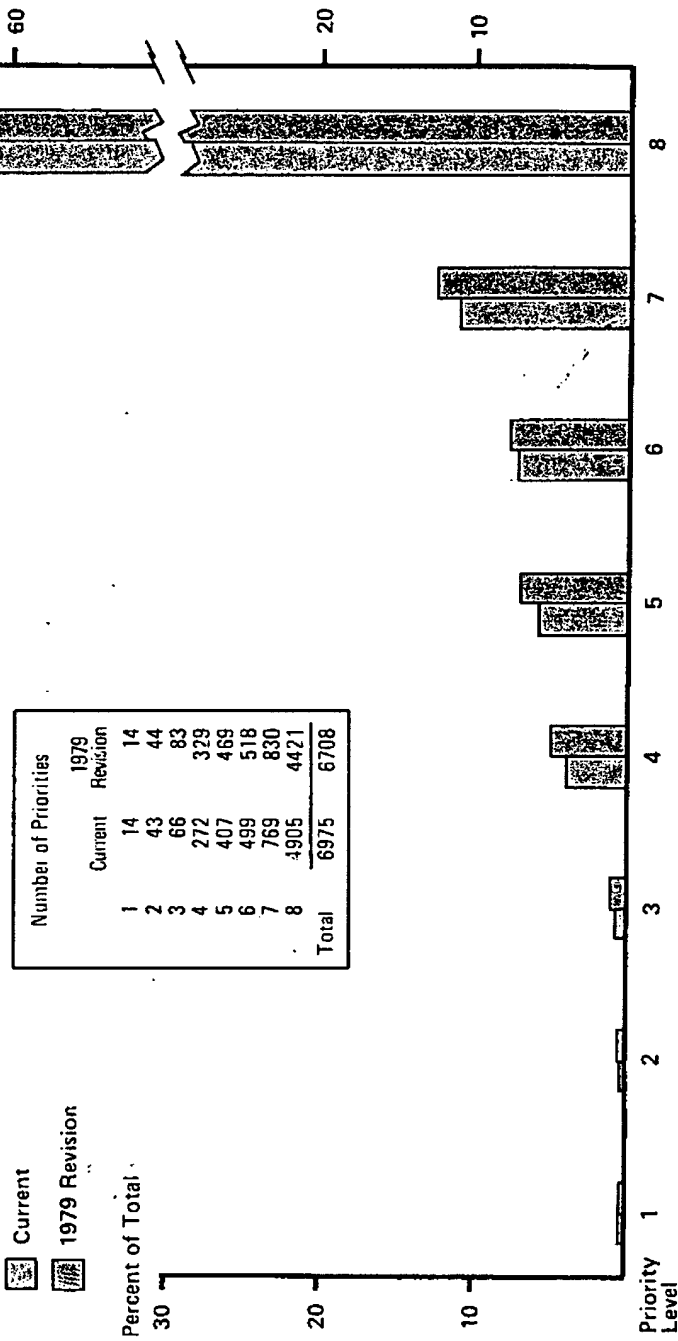 Current
1979 Revision
Percent of Total
30
20
10
60
20
10
Number of Priorities
1979
Current Revision
1 14 14
2 43 44
3 66 83
4 272 329
5 407 469
6 499 518
7 769 830
8 4905 4421
Total 6975 6708
Priority
Level
1 2 3 4 5 6 7 8